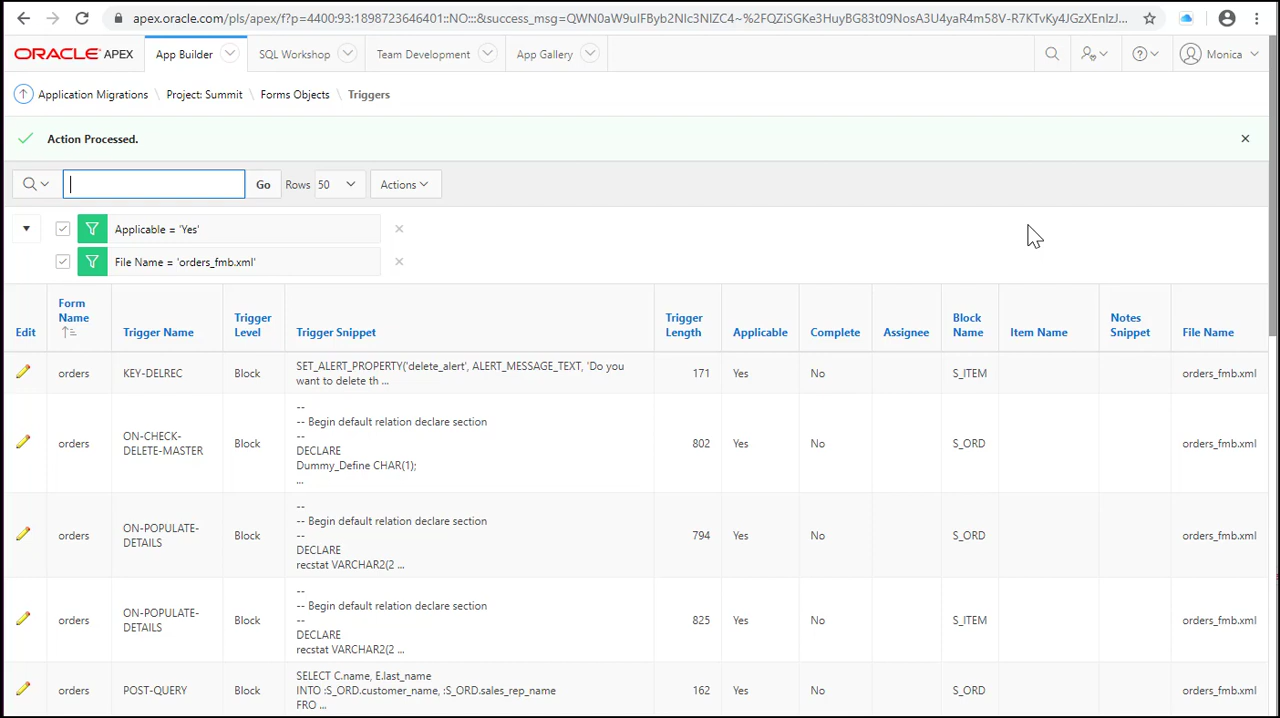 apex.oracle.com/pls/apex/f?p=4400:93:1898723646401::NO:::&success_msg=
ORACLE APEX App Builder SQL Workshop Team Development App Gallery Monica
Application Migrations \ Project: Summit \ Forms Objects \ Triggers
Action Processed.
Go Rows 50 Actions
Applicable = 'Yes'
File Name = 'orders_fmb.xml'
Edit
Form
Name
Trigger Name
Trigger
Level
Trigger Snippet
Trigger
Length
Applicable
Complete
Assignee
Block
Name
Item Name
Notes
Snippet
File Name
orders
KEY-DELREC
Block
SET_ALERT_PROPERTY('delete_alert', ALERT_MESSAGE_TEXT, 'Do you
want to delete th ...
171
Yes
No
S_ITEM
orders_fmb.xml
orders
ON-CHECK-
DELETE-MASTER
Block
--
-- Begin default relation declare section
--
DECLARE
Dummy_Define CHAR(1);
...
802
Yes
No
S_ORD
orders_fmb.xml
orders
ON-POPULATE-
DETAILS
Block
--
-- Begin default relation declare section
--
DECLARE
recstat VARCHAR2(2 ...
794
Yes
No
S_ORD
orders_fmb.xml
orders
ON-POPULATE-
DETAILS
Block
--
-- Begin default relation declare section
--
DECLARE
recstat VARCHAR2(2 ...
825
Yes
No
S_ITEM
orders_fmb.xml
orders
POST-QUERY
Block
SELECT C.name, E.last_name
INTO :S_ORD.customer_name, :S_ORD.sales_rep_name
FRO ...
162
Yes
No
S_ORD
orders_fmb.xml